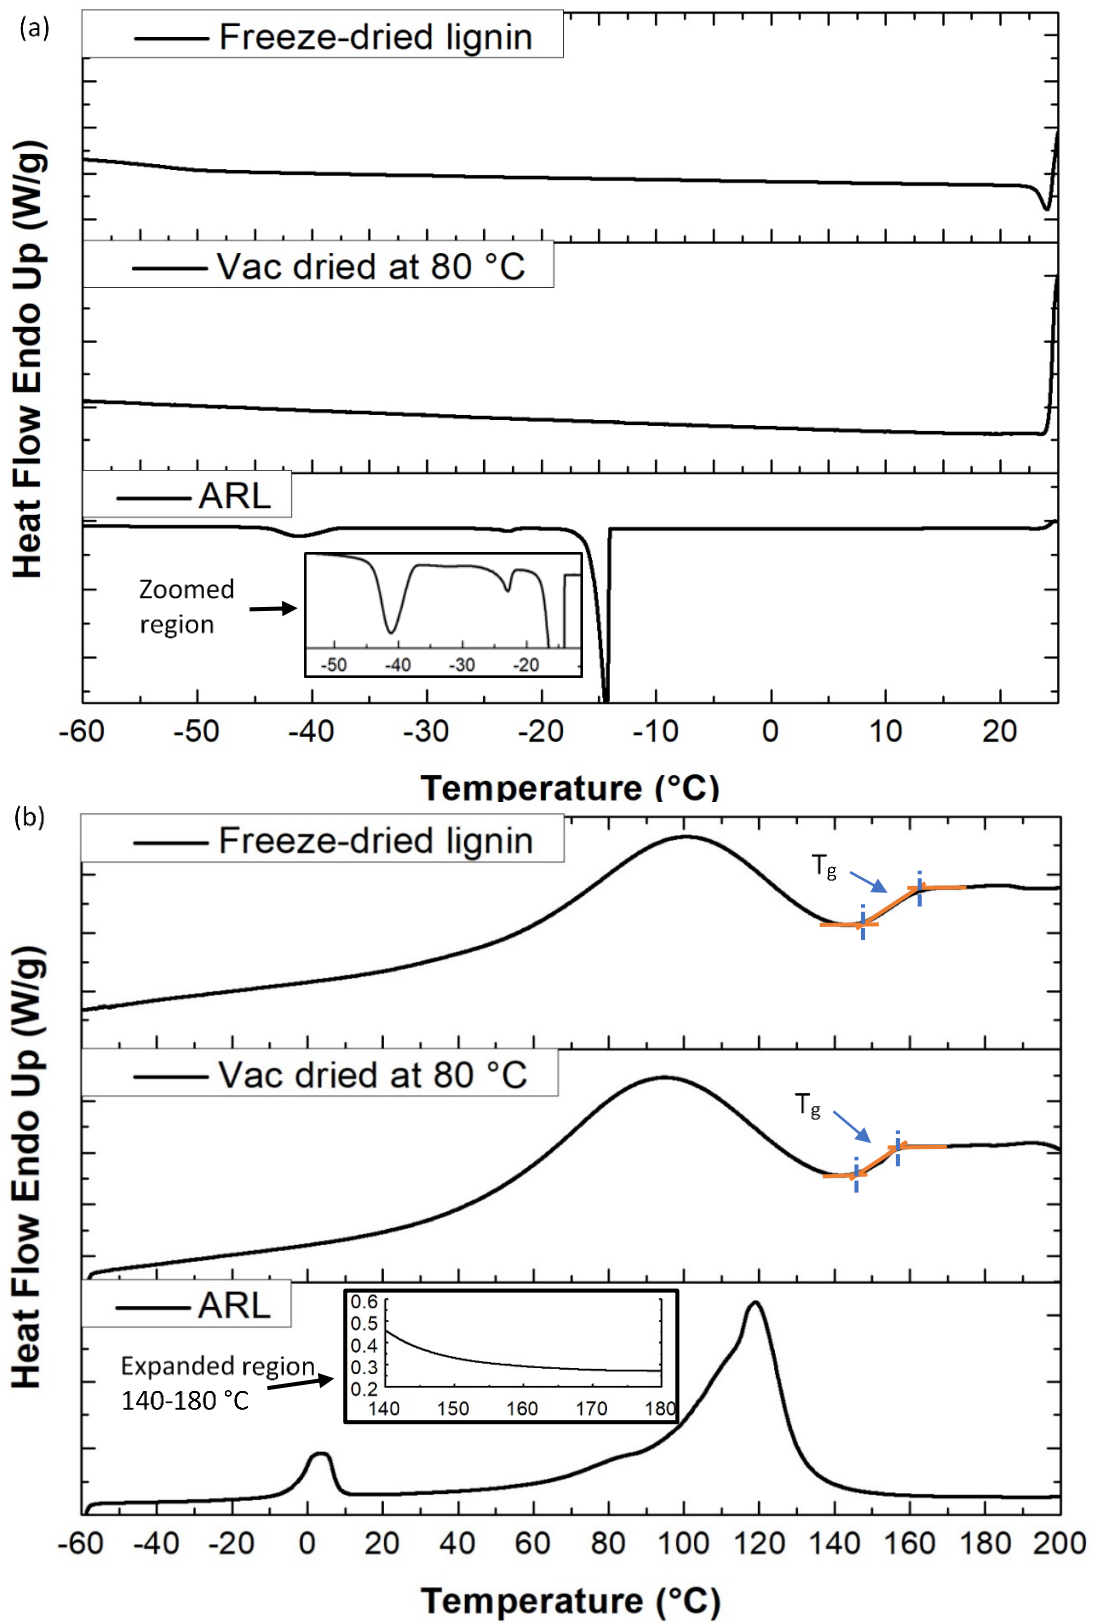 (a)
Freeze-dried lignin
Vac dried at 80 °C
ARL
Zoomed
region
-50 -40 -30 -20
Heat Flow Endo Up (W/g)
-60 -50 -40 -30 -20 -10 0 10 20
Temperature (°C)
(b)
Freeze-dried lignin
Tg
Vac dried at 80 °C
Tg
ARL
Expanded region
140-180 °C
0.6
0.5
0.4
0.3
0.2
140 150 160 170 180
Heat Flow Endo Up (W/g)
-60 -40 -20 0 20 40 60 80 100 120 140 160 180 200
Temperature (°C)